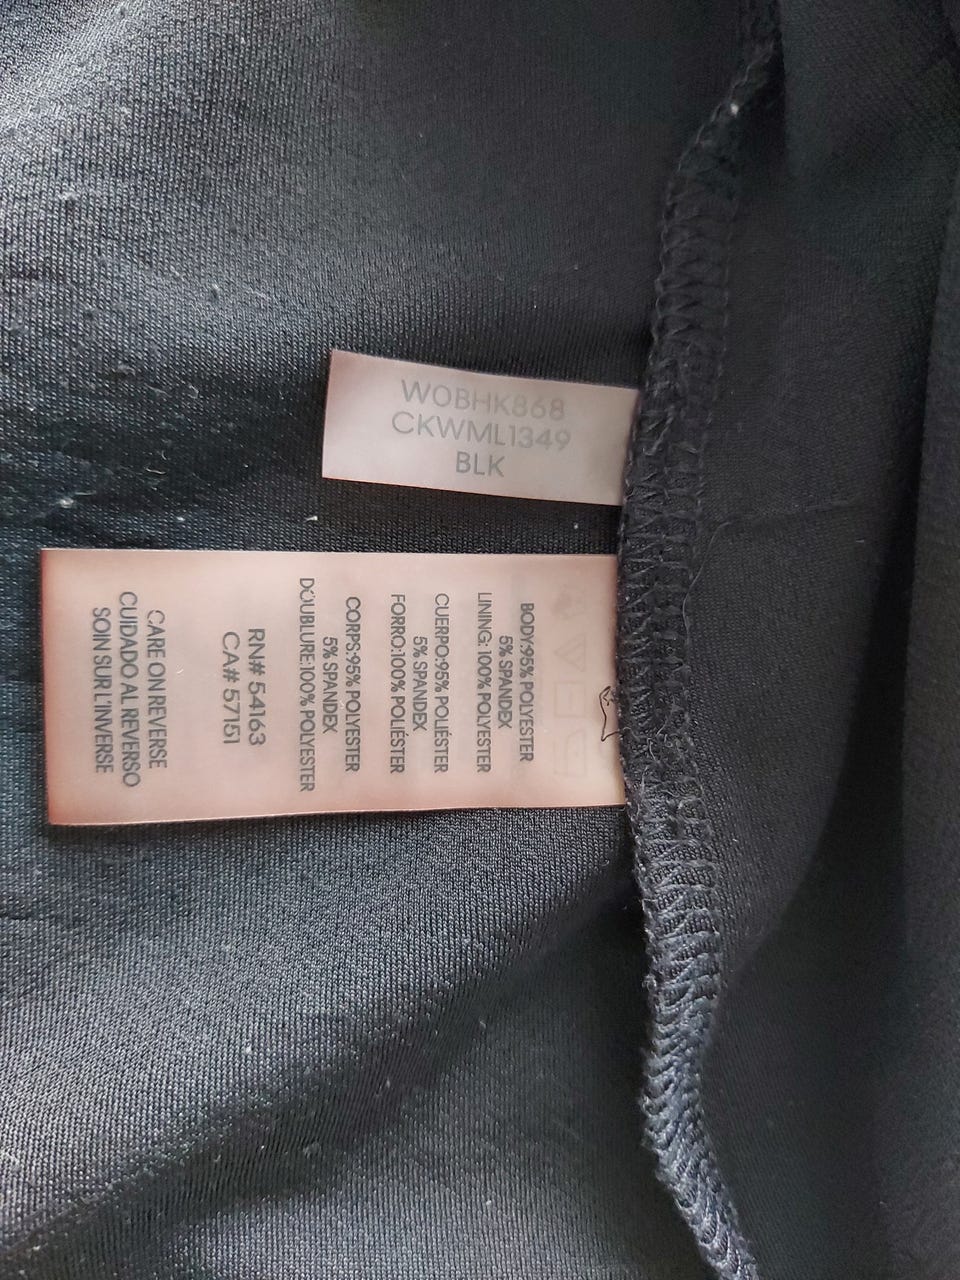 W0BHK868
CKWML1349
BLK
BODY:95% POLYESTER
5% SPANDEX
LINING: 100% POLYESTER
CUERPO:95% POLIÉSTER
5% SPANDEX
FORRO:100% POLIÉSTER
CORPS:95% POLYESTER
5% SPANDEX
DOUBLURE:100% POLYESTER
RN# 54163
CA# 57151
CARE ON REVERSE
CUIDADO AL REVERSO
SOIN SUR L'INVERSE